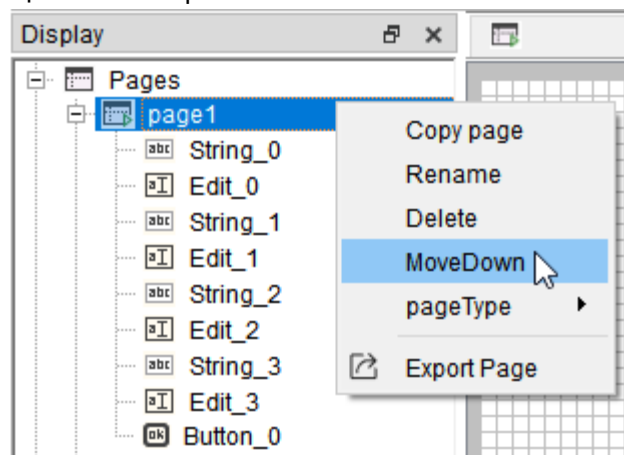 Display
Pages
page1
String_0
Edit_0
String_1
Edit_1
String_2
Edit_2
String_3
Edit_3
Button_0
Copy page
Rename
Delete
MoveDown
pageType
Export Page